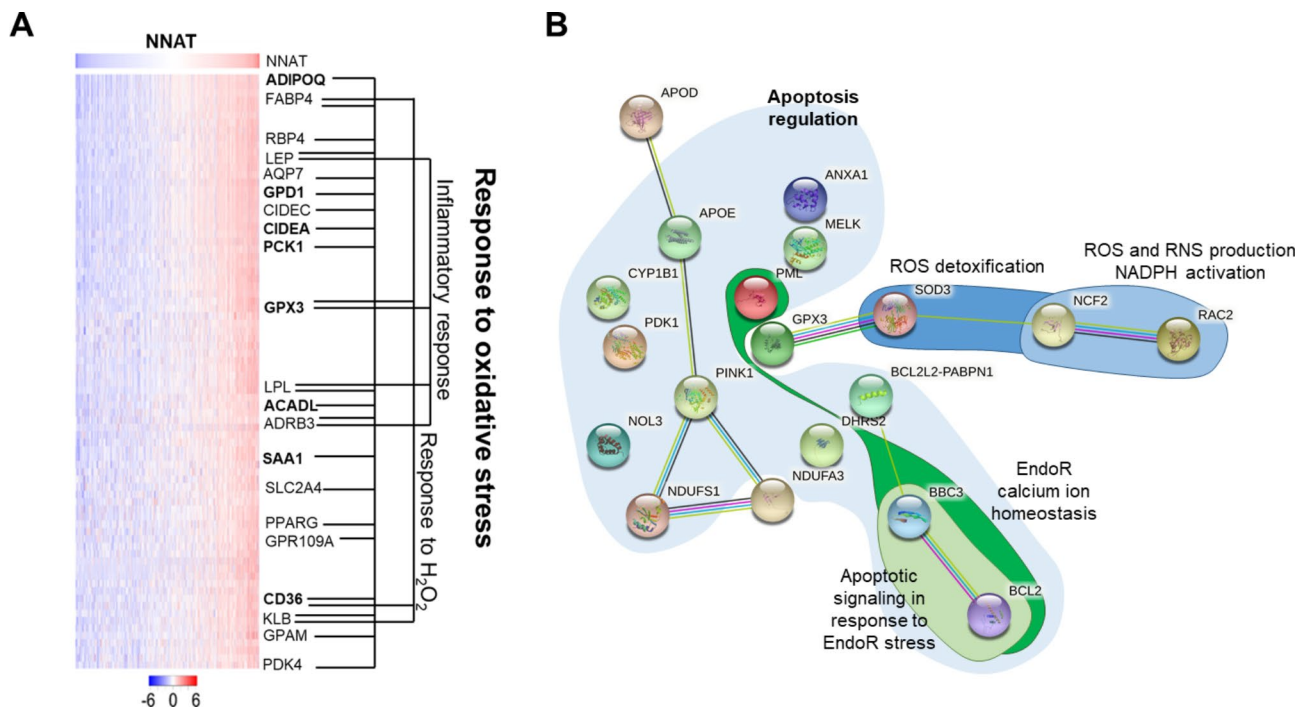 A
NNAT
NNAT
ADIPOQ
FABP4
RBP4
LEP
AQP7
GPD1
CIDEC
CIDEA
PCK1
GPX3
LPL
ACADL
ADRB3
SAA1
SLC2A4
PPARG
GPR109A
CD36
KLB
GPAM
PDK4
-6 0 6
Inflammatory response
Response to H2O2
Response to oxidative stress
B
APOD
Apoptosis
regulation
ANXA1
APOE
MELK
CYP1B1
PML
PDK1
GPX3
ROS detoxification
SOD3
ROS and RNS production
NADPH activation
NCF2
RAC2
PINK1
BCL2L2-PABPN1
NOL3
DHRS2
NDUFS1
NDUFA3
BBC3
EndoR
calcium ion
homeostasis
Apoptotic
signaling in
response to
EndoR stress
BCL2